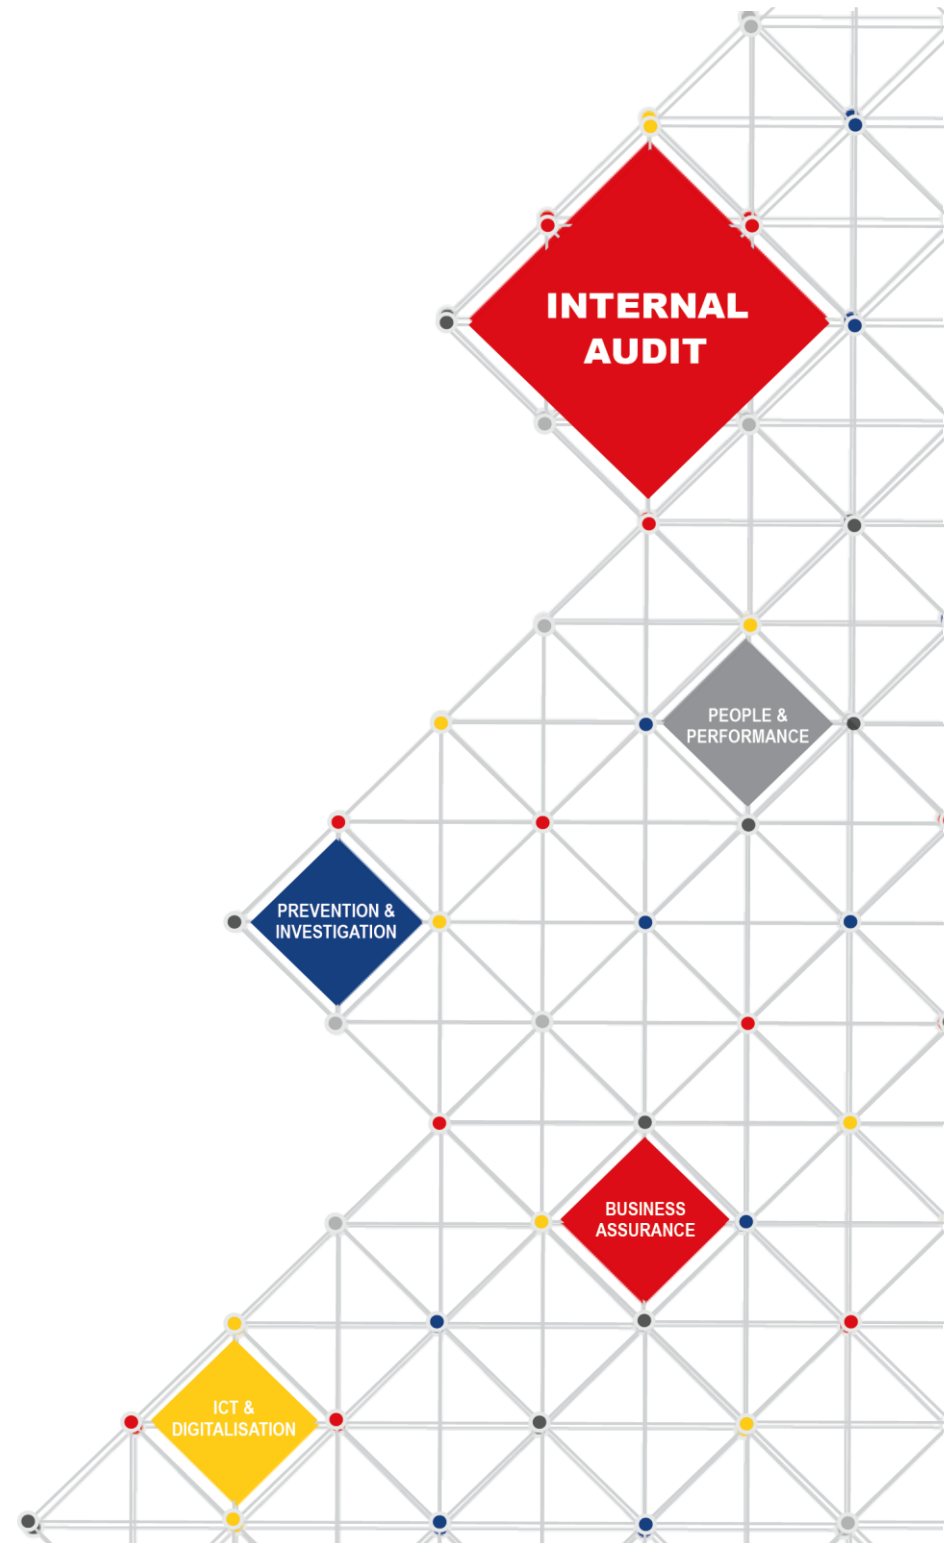 INTERNAL
AUDIT
PEOPLE &
PERFORMANCE
PREVENTION &
INVESTIGATION
BUSINESS
ASSURANCE
ICT &
DIGITALISATION